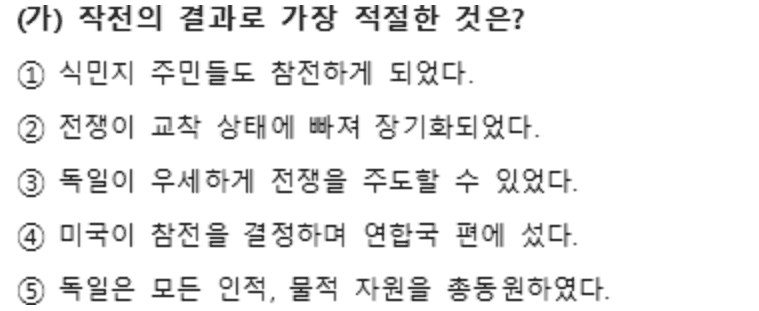 (가) 작전의 결과로 가장 적절한 것은?
① 식민지 주민들도 참전하게 되었다.
② 전쟁이 교착 상태에 빠져 장기화되었다.
③ 독일이 우세하게 전쟁을 주도할 수 있었다.
④ 미국이 참전을 결정하며 연합국 편에 섰다.
⑤ 독일은 모든 인적, 물적 자원을 총동원하였다.